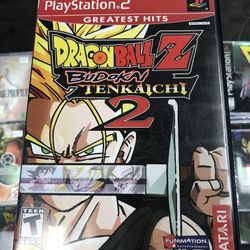 PlayStation®2
GREATEST HITS
DRAGON BALL Z
BUDOKAI
TENKAICHI
2
TEEN
T
FUNIMATION
ATARI